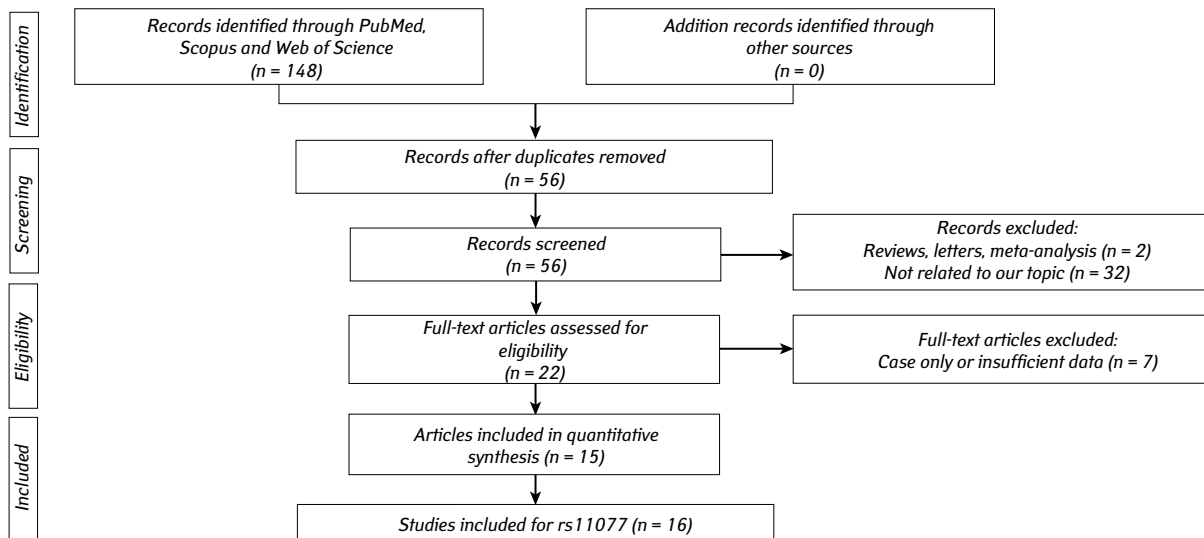 Identification
Records identified through PubMed,
Scopus and Web of Science
(n = 148)
Addition records identified through
other sources
(n = 0)
Screening
Records after duplicates removed
(n = 56)
Records screened
(n = 56)
Records excluded:
Reviews, letters, meta-analysis (n = 2)
Not related to our topic (n = 32)
Eligibility
Full-text articles assessed for
eligibility
(n = 22)
Full-text articles excluded:
Case only or insufficient data (n = 7)
Included
Articles included in quantitative
synthesis (n = 15)
Studies included for rs11077 (n = 16)